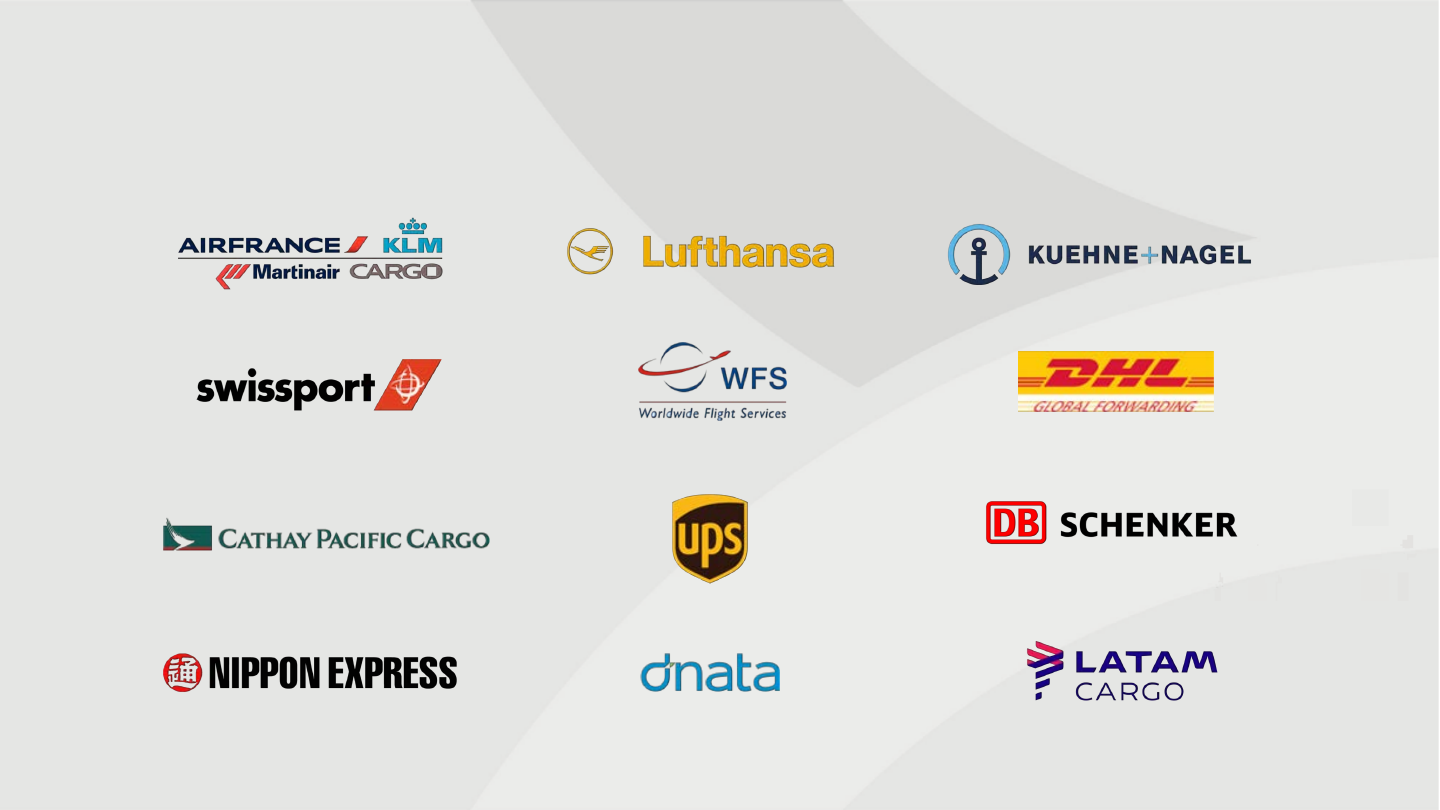 AIRFRANCE KLM
Martinair CARGO
Lufthansa
KUEHNE+NAGEL
swissport
WFS
Worldwide Flight Services
DHL
GLOBAL FORWARDING
CATHAY PACIFIC CARGO
ups
DB SCHENKER
通 NIPPON EXPRESS
dnata
LATAM
CARGO